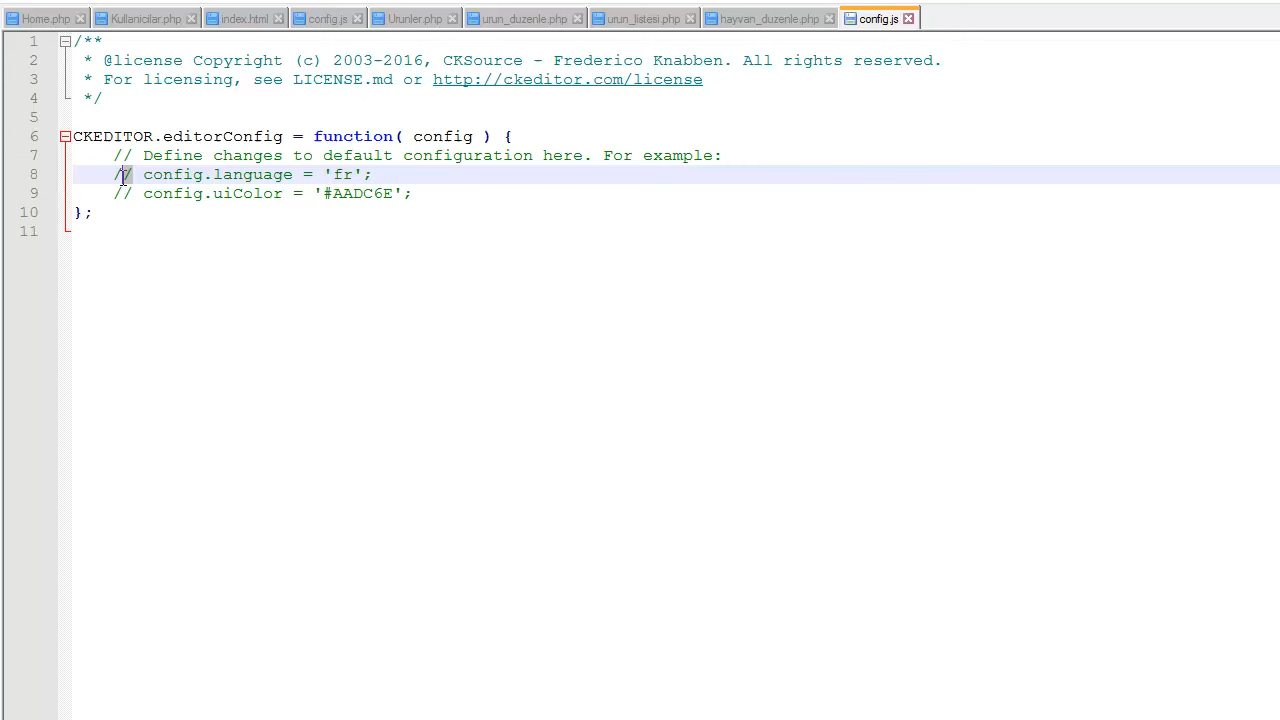 Home.php Kullanicilar.php index.html config.js Urunler.php urun_duzenle.php urun_listesi.php hayvan_duzenle.php config.js
1 /**
2 * @license Copyright (c) 2003-2016, CKSource - Frederico Knabben. All rights reserved.
3 * For licensing, see LICENSE.md or http://ckeditor.com/license
4 */
5
6 CKEDITOR.editorConfig = function( config ) {
7 // Define changes to default configuration here. For example:
8 // config.language = 'fr';
9 // config.uiColor = '#AADC6E';
10 };
11